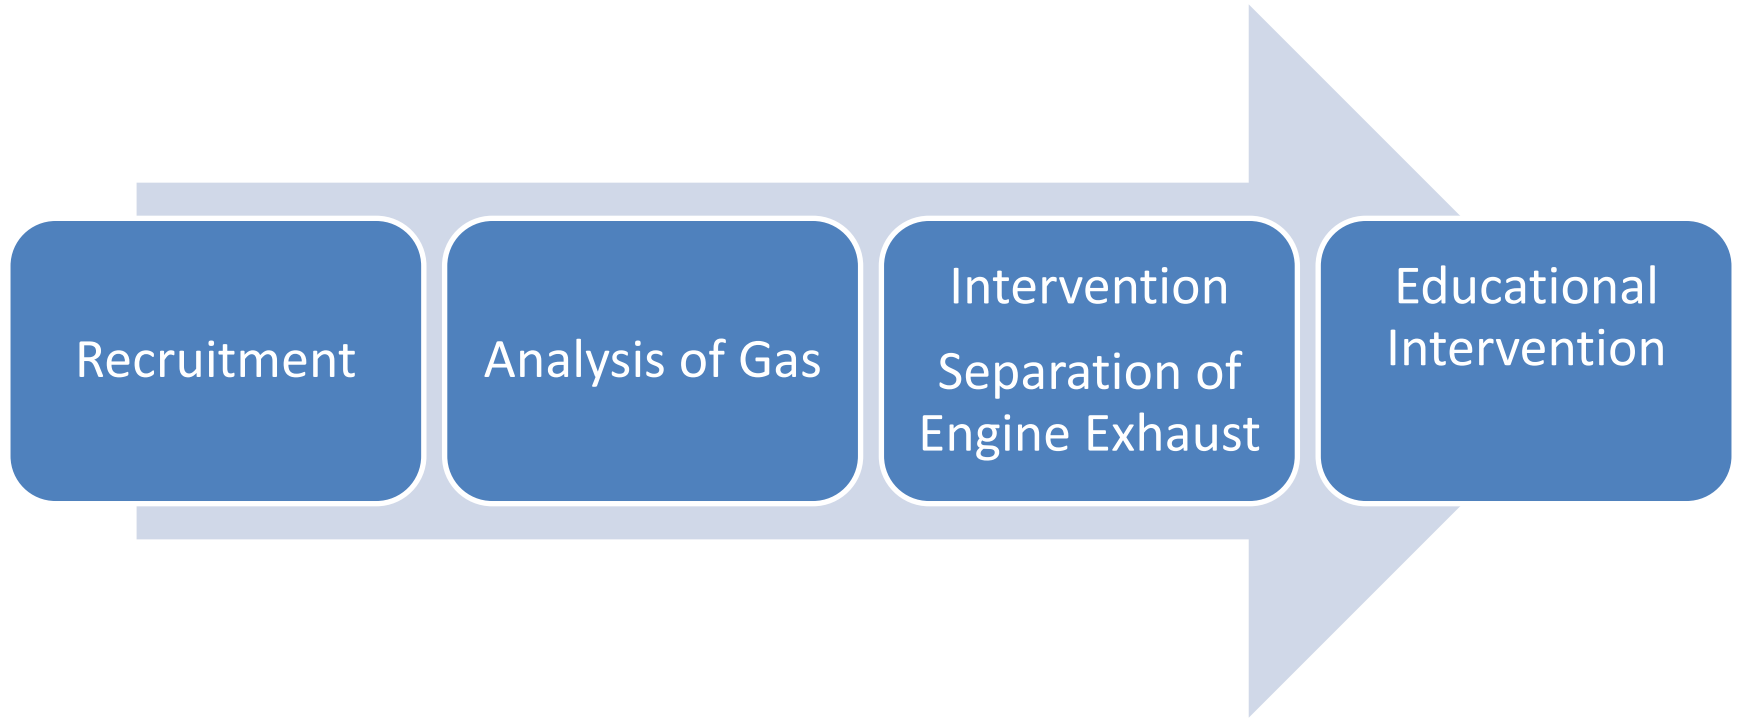 Recruitment
Analysis of Gas
Intervention
Separation of
Engine Exhaust
Educational
Intervention